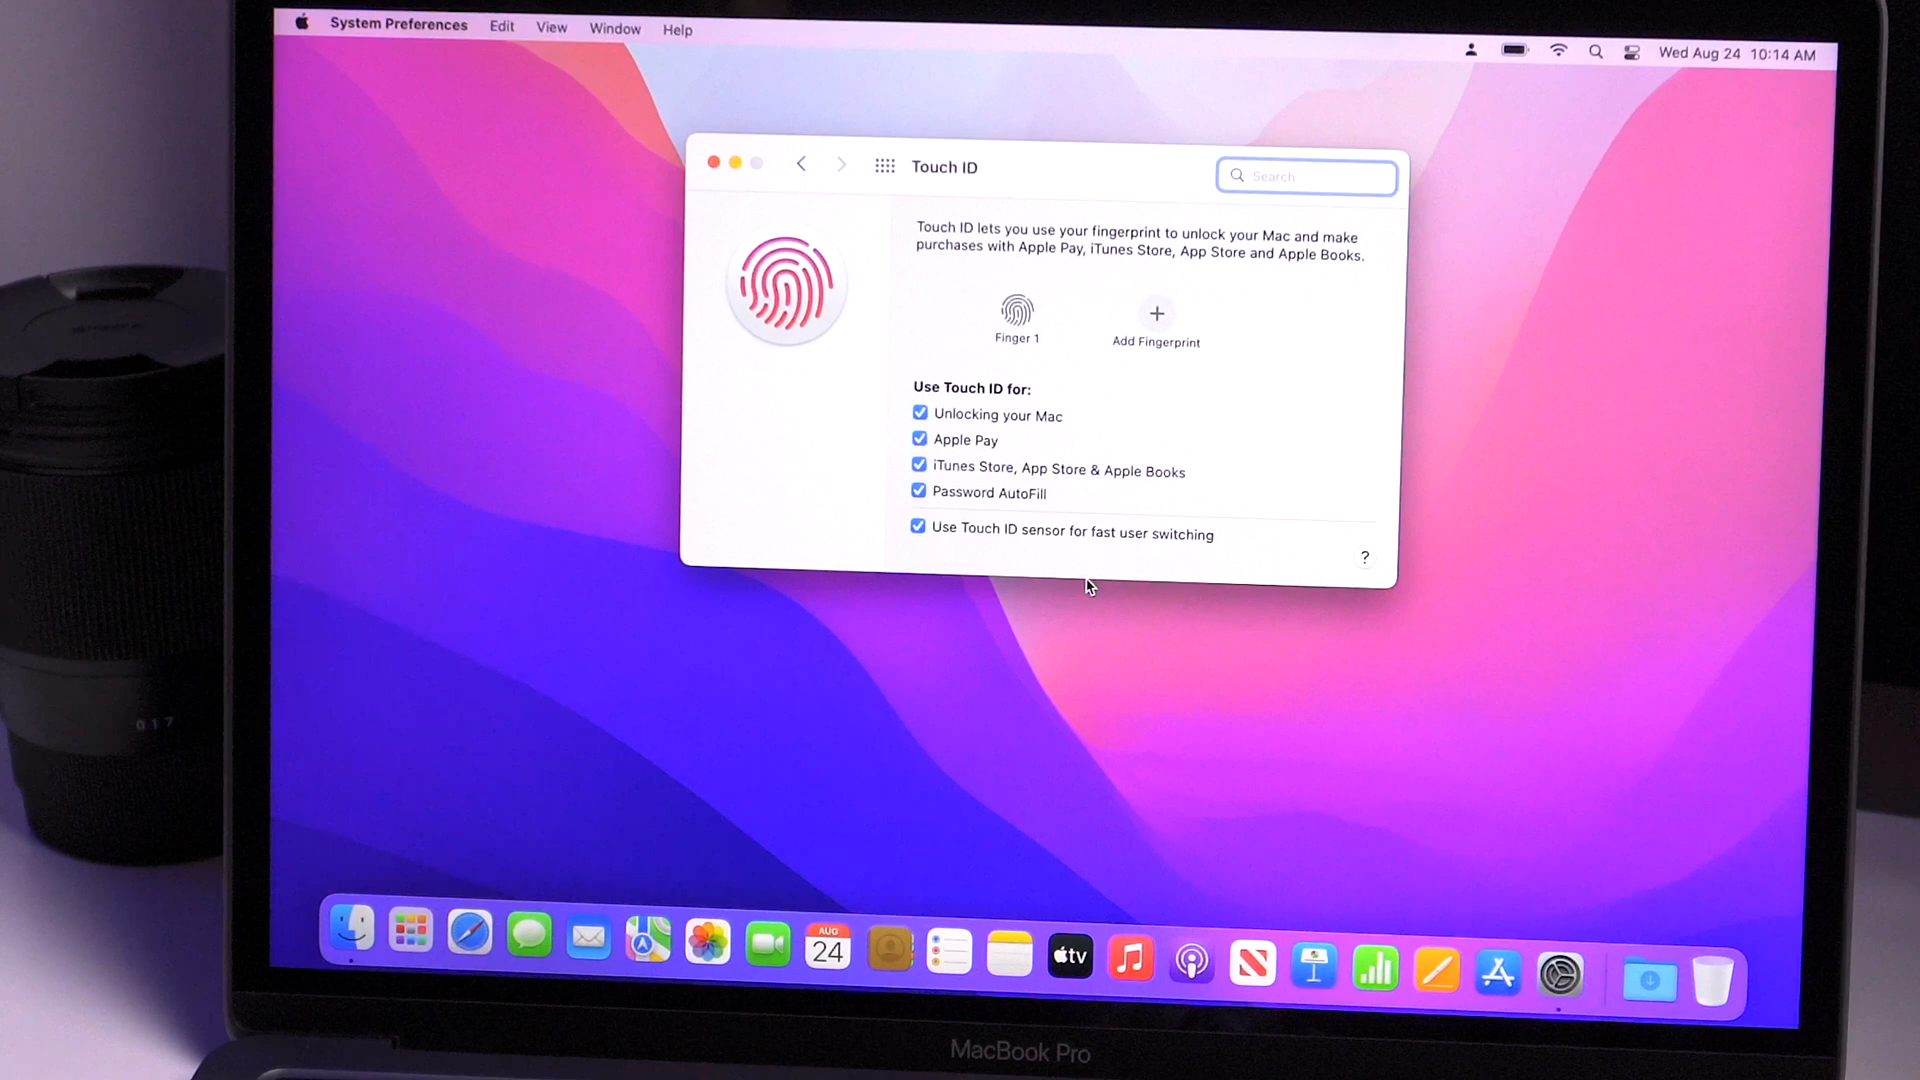 System Preferences Edit View Window Help
Wed Aug 24 10:14 AM
Touch ID
Search
Touch ID lets you use your fingerprint to unlock your Mac and make
purchases with Apple Pay, iTunes Store, App Store and Apple Books.
Finger 1
+
Add Fingerprint
Use Touch ID for:
Unlocking your Mac
Apple Pay
iTunes Store, App Store & Apple Books
Password AutoFill
Use Touch ID sensor for fast user switching
?
017
AUG
24
tv
MacBook Pro